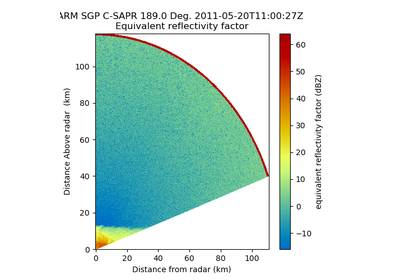 ARM SGP C-SAPR 189.0 Deg. 2011-05-20T11:00:27Z
Equivalent reflectivity factor
100
80
60
40
20
0
Distance Above radar (km)
0 20 40 60 80 100
Distance from radar (km)
60
50
40
30
20
10
0
−10
equivalent reflectivity factor (dBZ)